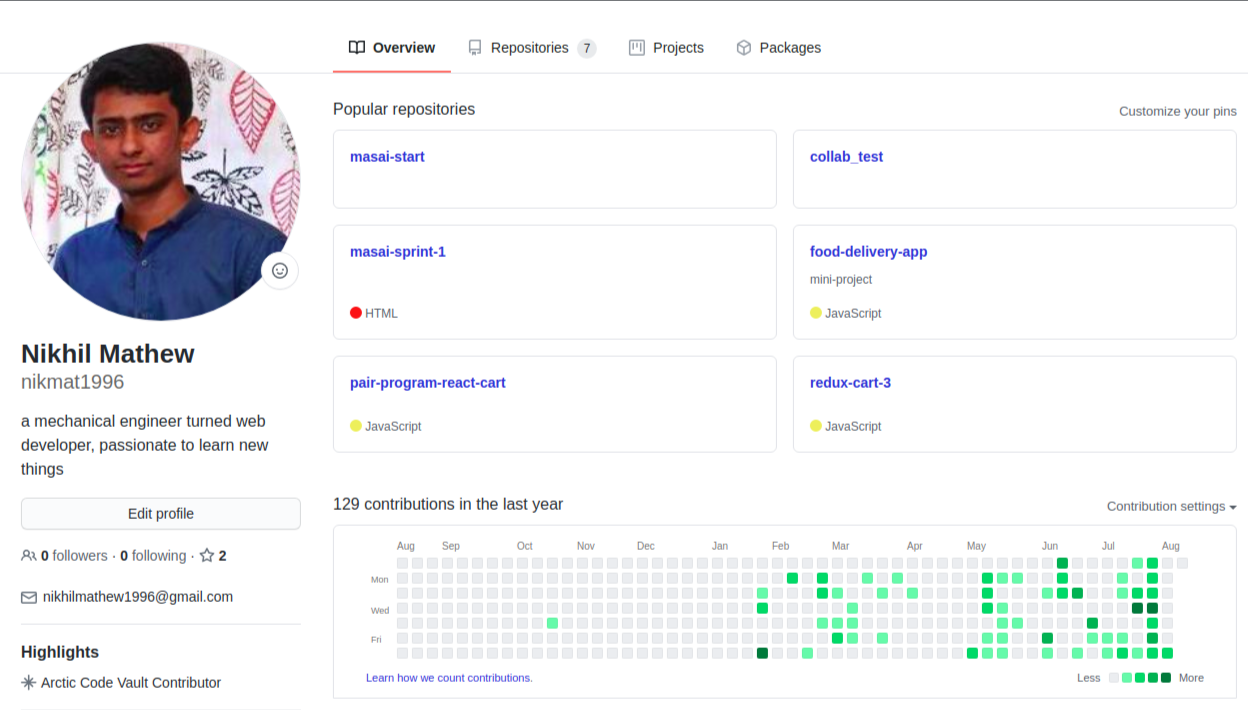 Overview
Repositories 7
Projects
Packages
Popular repositories
Customize your pins
masai-start
collab_test
masai-sprint-1
HTML
food-delivery-app
mini-project
JavaScript
pair-program-react-cart
JavaScript
redux-cart-3
JavaScript
Nikhil Mathew
nikmat1996
a mechanical engineer turned web
developer, passionate to learn new
things
Edit profile
0 followers · 0 following · 2
nikhilmathew1996@gmail.com
Highlights
Arctic Code Vault Contributor
129 contributions in the last year
Contribution settings
Aug Sep Oct Nov Dec Jan Feb Mar Apr May Jun Jul Aug
Mon
Wed
Fri
Learn how we count contributions.
Less More